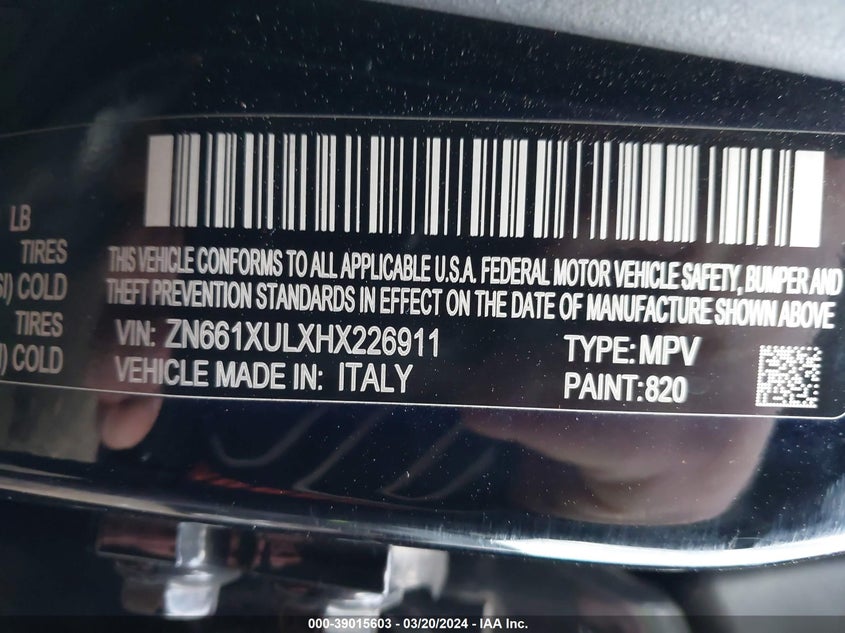 LB
TIRES
SI) COLD
TIRES
I) COLD
THIS VEHICLE CONFORMS TO ALL APPLICABLE U.S.A. FEDERAL MOTOR VEHICLE SAFETY, BUMPER AND
THEFT PREVENTION STANDARDS IN EFFECT ON THE DATE OF MANUFACTURE SHOWN ABOVE
VIN: ZN661XULXHX226911
TYPE: MPV
VEHICLE MADE IN: ITALY
PAINT: 820
000-39015603 — 03/20/2024 — IAA Inc.